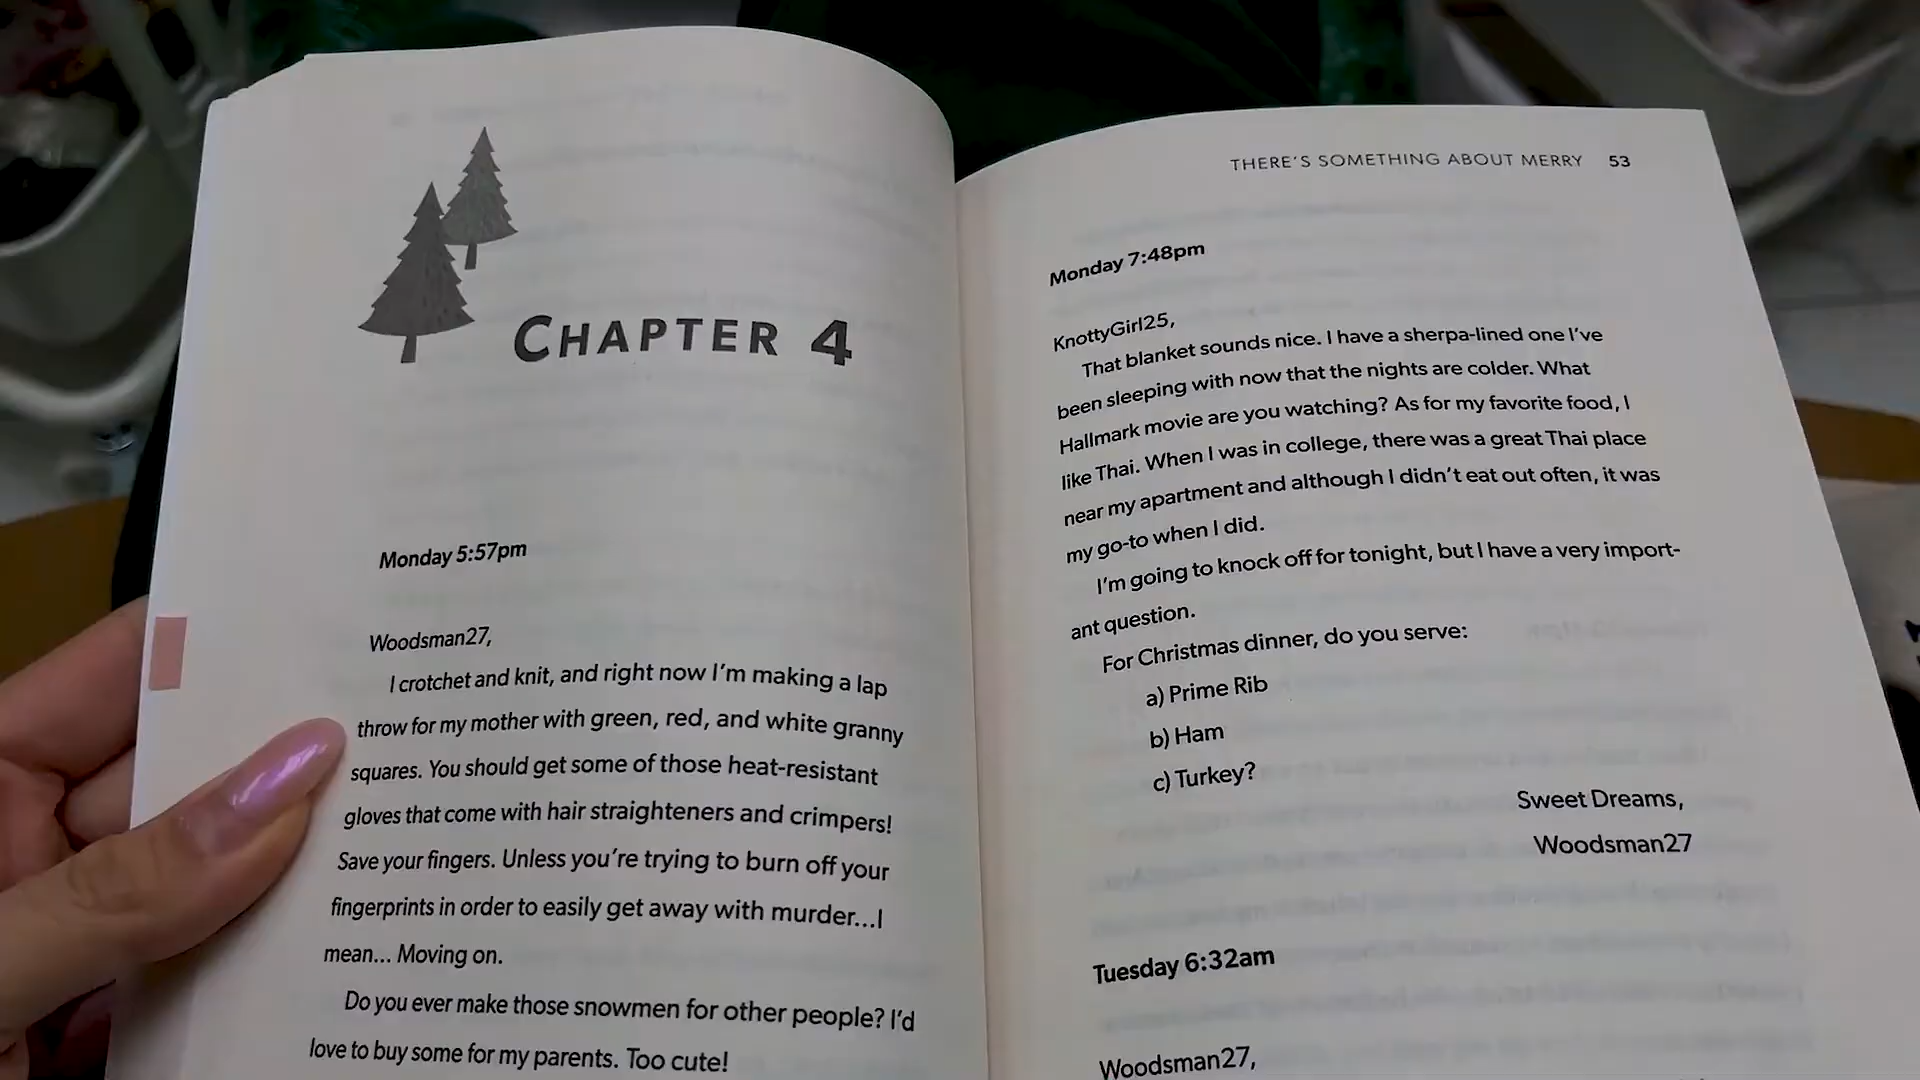 CHAPTER 4
Monday 5:57pm
Woodsman27,
I crotchet and knit, and right now I'm making a lap
throw for my mother with green, red, and white granny
squares. You should get some of those heat-resistant
gloves that come with hair straighteners and crimpers!
Save your fingers. Unless you're trying to burn off your
fingerprints in order to easily get away with murder...I
mean... Moving on.
Do you ever make those snowmen for other people? I'd
love to buy some for my parents. Too cute!
THERE'S SOMETHING ABOUT MERRY 53
Monday 7:48pm
KnottyGirl25,
That blanket sounds nice. I have a sherpa-lined one I've
been sleeping with now that the nights are colder. What
Hallmark movie are you watching? As for my favorite food, I
like Thai. When I was in college, there was a great Thai place
near my apartment and although I didn't eat out often, it was
my go-to when I did.
I'm going to knock off for tonight, but I have a very import-
ant question.
For Christmas dinner, do you serve:
a) Prime Rib
b) Ham
c) Turkey?
Sweet Dreams,
Woodsman27
Tuesday 6:32am
Woodsman27,